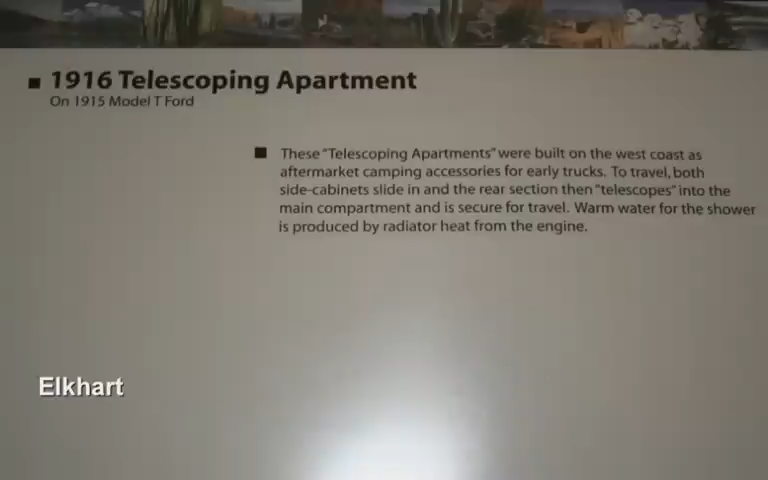 ■ 1916 Telescoping Apartment
On 1915 Model T Ford
■ These "Telescoping Apartments" were built on the west coast as
aftermarket camping accessories for early trucks. To travel, both
side-cabinets slide in and the rear section then "telescopes" into the
main compartment and is secure for travel. Warm water for the shower
is produced by radiator heat from the engine.
Elkhart